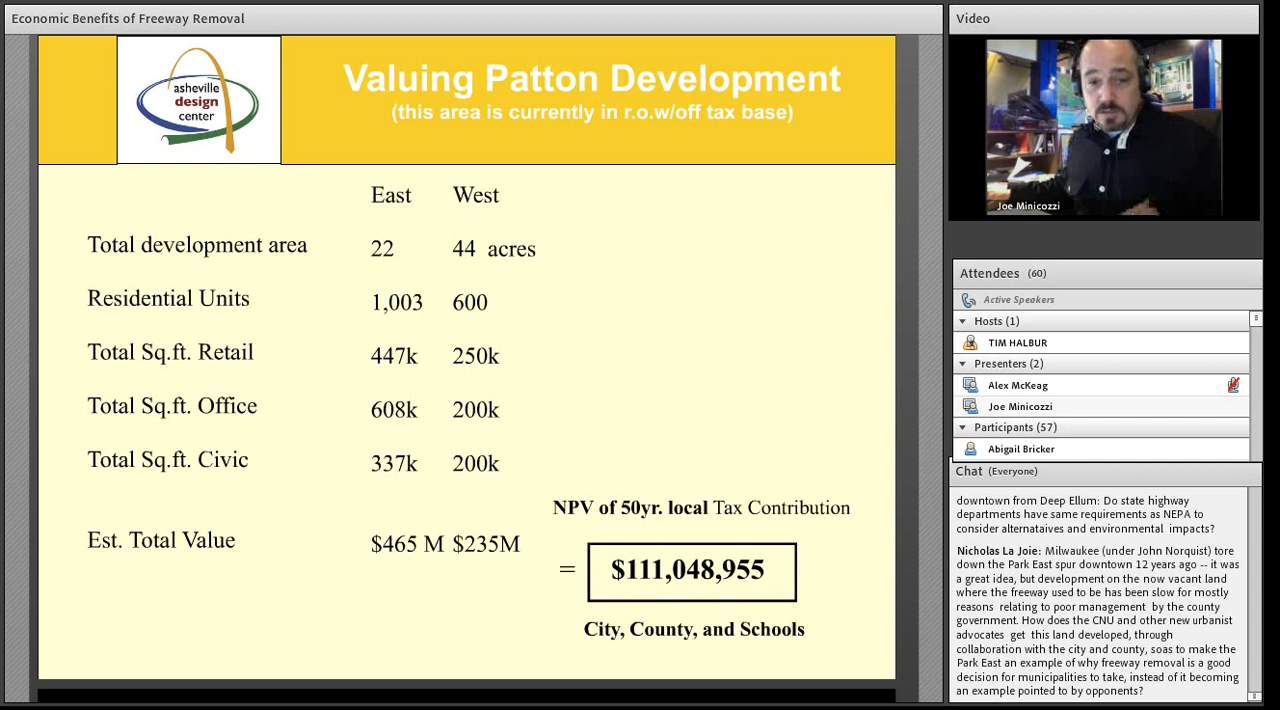 Economic Benefits of Freeway Removal
asheville
design
center
Valuing Patton Development
(this area is currently in r.o.w/off tax base)
East West
Total development area 22 44 acres
Residential Units 1,003 600
Total Sq.ft. Retail 447k 250k
Total Sq.ft. Office 608k 200k
Total Sq.ft. Civic 337k 200k
NPV of 50yr. local Tax Contribution
Est. Total Value $465 M $235M
= $111,048,955
City, County, and Schools
Video
Joe Minicozzi
Attendees (60)
Active Speakers
Hosts (1)
TIM HALBUR
Presenters (2)
Alex McKeag
Joe Minicozzi
Participants (57)
Abigail Bricker
Chat (Everyone)
downtown from Deep Ellum: Do state highway
departments have same requirements as NEPA to
consider alternataives and environmental impacts?
Nicholas La Joie: Milwaukee (under John Norquist) tore
down the Park East spur downtown 12 years ago -- it was
a great idea, but development on the now vacant land
where the freeway used to be has been slow for mostly
reasons relating to poor management by the county
government. How does the CNU and other new urbanist
advocates get this land developed, through
collaboration with the city and county, soas to make the
Park East an example of why freeway removal is a good
decision for municipalities to take, instead of it becoming
an example pointed to by opponents?